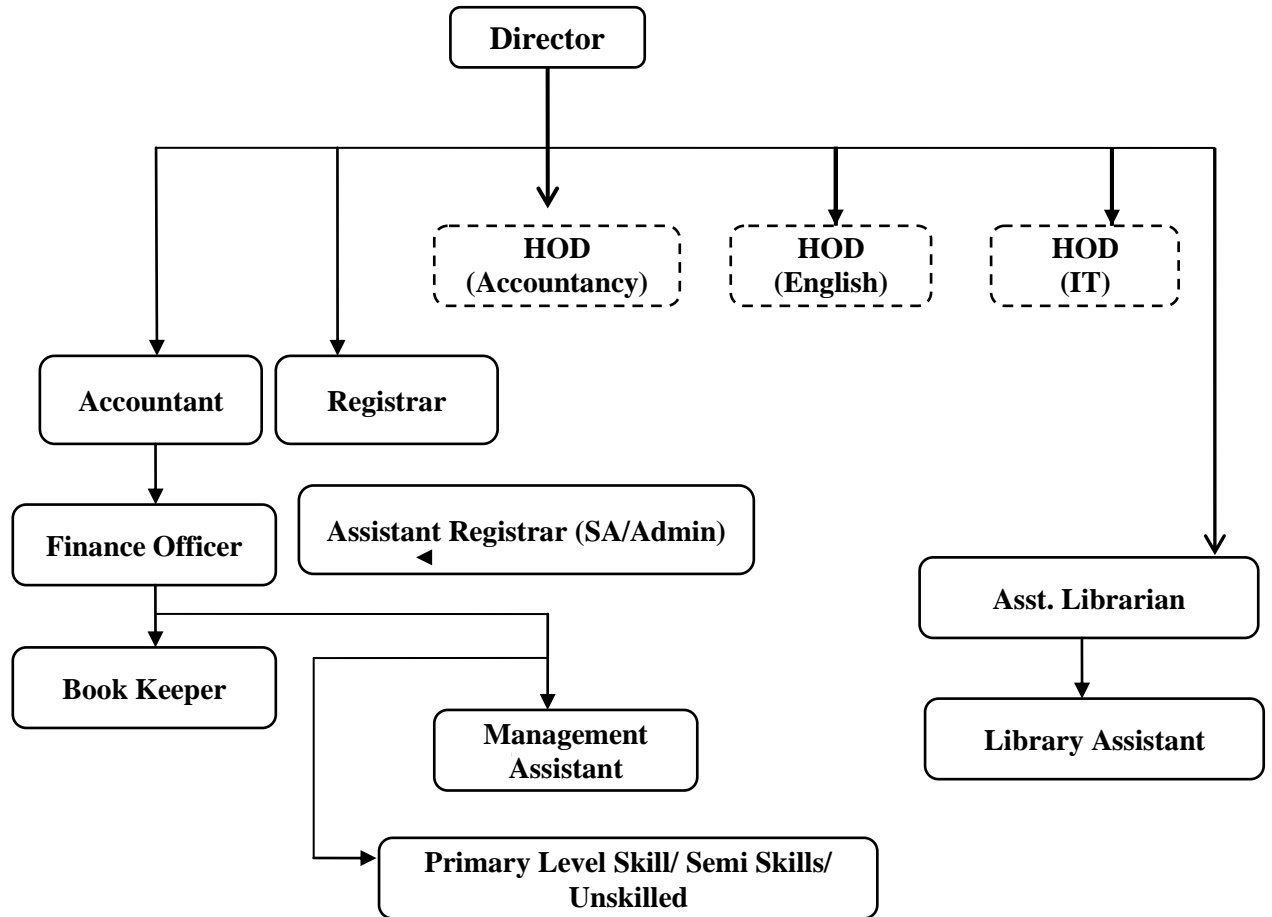 Director
HOD
(Accountancy)
HOD
(English)
HOD
(IT)
Accountant
Registrar
Assistant Registrar (SA/Admin)
Finance Officer
Asst. Librarian
Book Keeper
Management
Assistant
Library Assistant
Primary Level Skill/ Semi Skills/
Unskilled